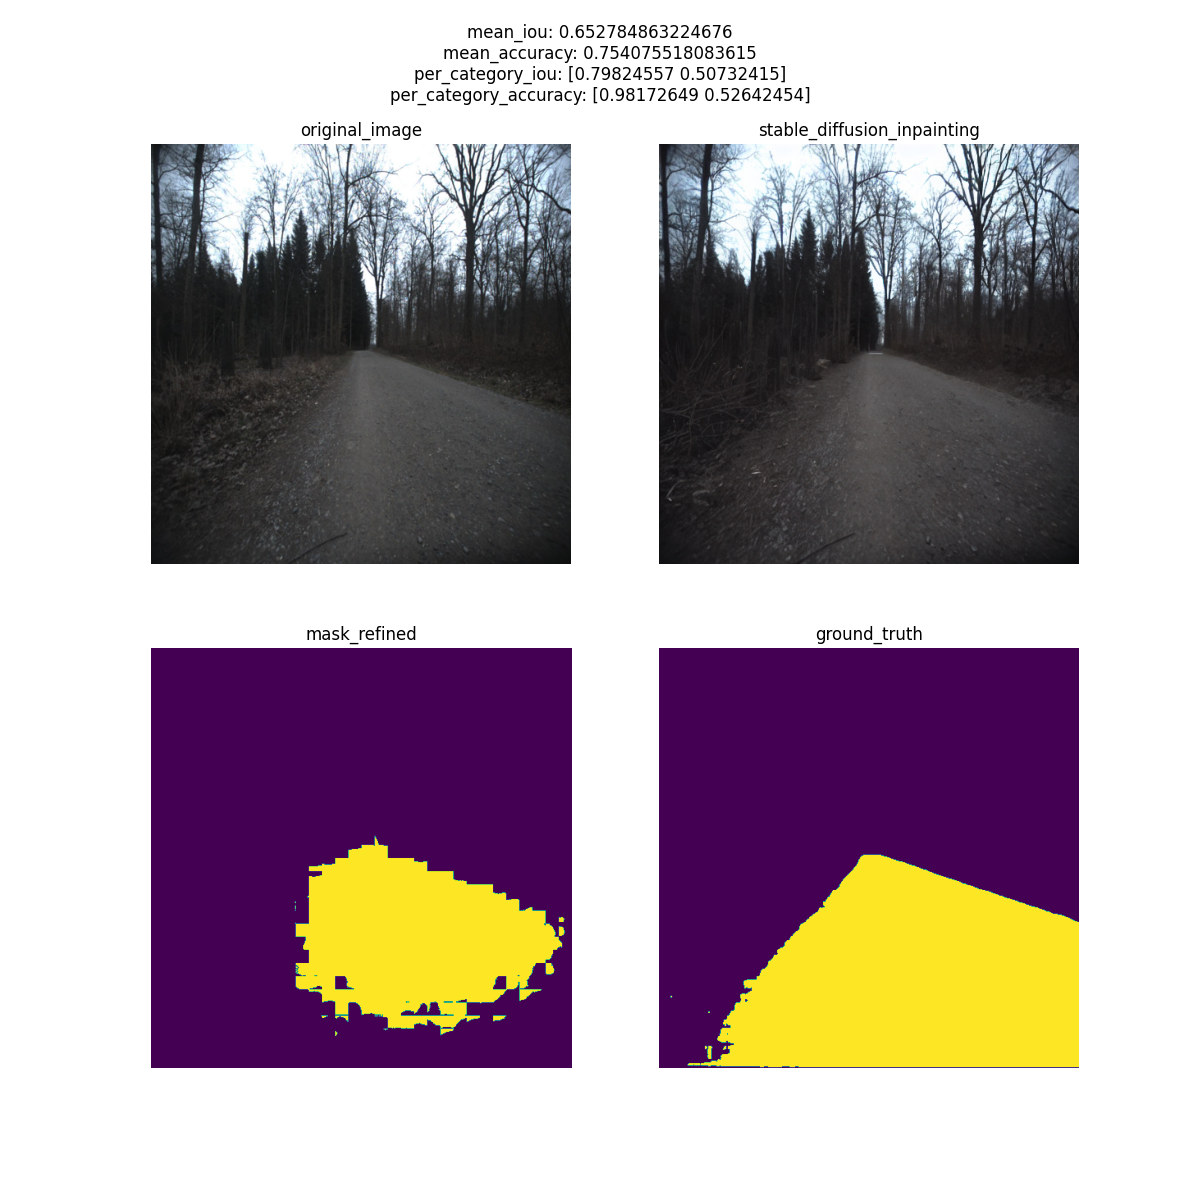 mean_iou: 0.652784863224676
mean_accuracy: 0.754075518083615
per_category_iou: [0.79824557 0.50732415]
per_category_accuracy: [0.98172649 0.52642454]
original_image
stable_diffusion_inpainting
mask_refined
ground_truth